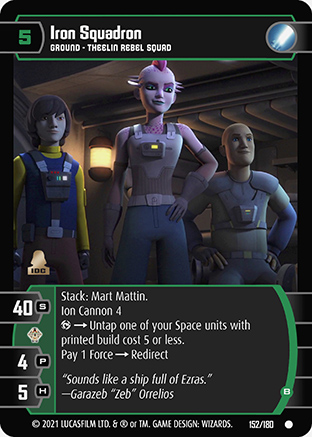 5
Iron Squadron
GROUND - THEELIN REBEL SQUAD
IDC
40 S
4 P
5 H
Stack: Mart Mattin.
Ion Cannon 4
→ Untap one of your Space units with
printed build cost 5 or less.
Pay 1 Force → Redirect
"Sounds like a ship full of Ezras."
—Garazeb "Zeb" Orrelios
B
© 2021 LUCASFILM LTD. & ® or TM. GAME DESIGN: WIZARDS. 152/180